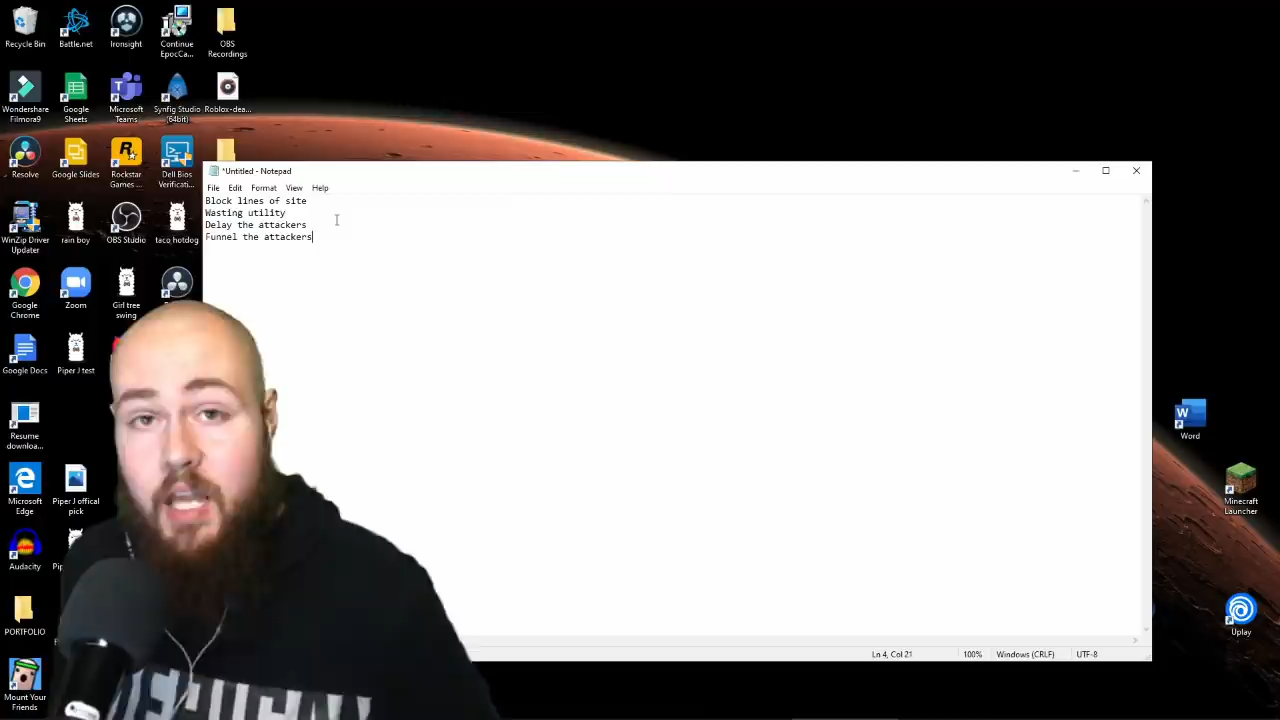 Recycle Bin
Battle.net
Ironsight
Continue
EpocCa...
OBS
Recordings
Wondershare
Filmora9
Google
Sheets
Microsoft
Teams
Synfig Studio
(64bit)
Roblox-dea...
Resolve
Google Slides
Rockstar
Games ...
Dell Bios
Verificati...
*Untitled - Notepad
File Edit Format View Help
Block lines of site
Wasting utility
Delay the attackers
Funnel the attackers
WinZip Driver
Updater
rain boy
OBS Studio
taco hotdog
Google
Chrome
Zoom
Girl tree
swing
Google Docs
Piper J test
Resume
downloa...
Word
Microsoft
Edge
Piper J offical
pick
Minecraft
Launcher
Audacity
PORTFOLIO
Uplay
Ln 4, Col 21
100%
Windows (CRLF)
UTF-8
Mount Your
Friends